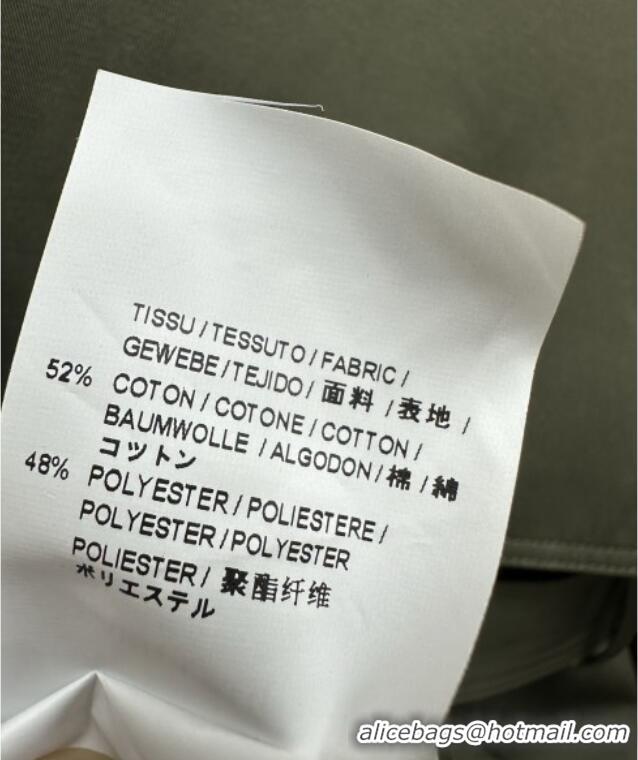 TISSU / TESSUTO / FABRIC /
GEWEBE / TEJIDO / 面料 / 表地 /
52% COTON / COTONE / COTTON /
BAUMWOLLE / ALGODON / 棉 / 綿
コットン
48% POLYESTER / POLIESTERE /
POLYESTER / POLYESTER
POLIESTER / 聚酯纤维
ポリエステル
alicebags@hotmail.com